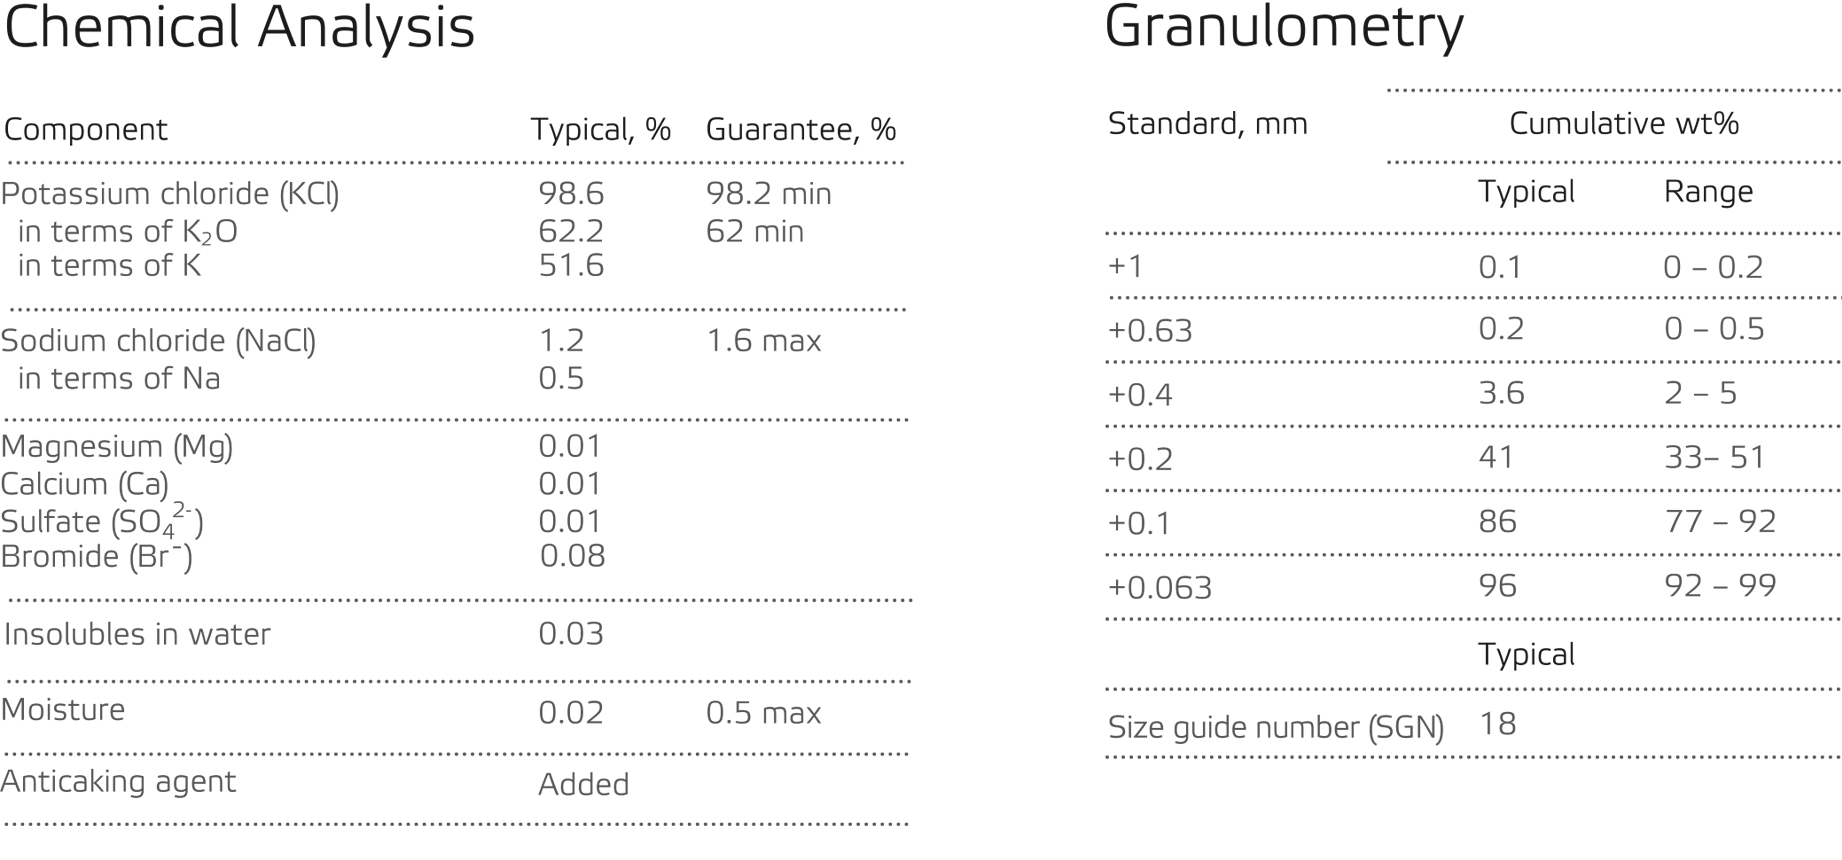 Chemical Analysis
Component Typical, % Guarantee, %
Potassium chloride (KCl) 98.6 98.2 min
in terms of K₂O 62.2 62 min
in terms of K 51.6
Sodium chloride (NaCl) 1.2 1.6 max
in terms of Na 0.5
Magnesium (Mg) 0.01
Calcium (Ca) 0.01
Sulfate (SO₄²⁻) 0.01
Bromide (Br⁻) 0.08
Insolubles in water 0.03
Moisture 0.02 0.5 max
Anticaking agent Added
Granulometry
Standard, mm Cumulative wt%
Typical Range
+1 0.1 0 – 0.2
+0.63 0.2 0 – 0.5
+0.4 3.6 2 – 5
+0.2 41 33– 51
+0.1 86 77 – 92
+0.063 96 92 – 99
Typical
Size guide number (SGN) 18